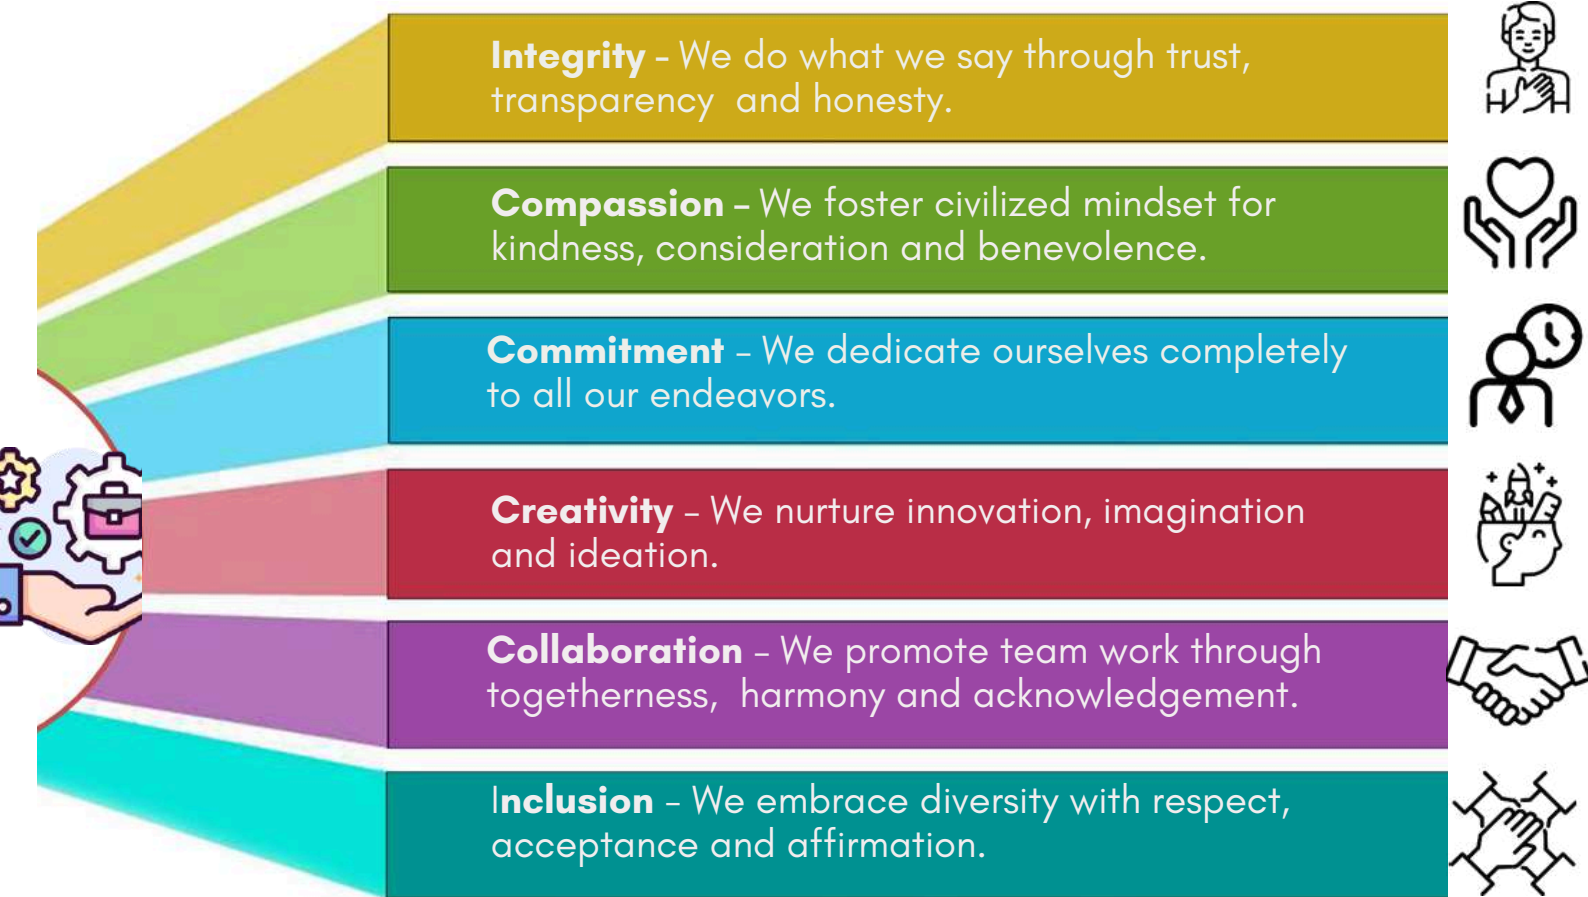 Integrity - We do what we say through trust,
transparency and honesty.
Compassion - We foster civilized mindset for
kindness, consideration and benevolence.
Commitment - We dedicate ourselves completely
to all our endeavors.
Creativity - We nurture innovation, imagination
and ideation.
Collaboration - We promote team work through
togetherness, harmony and acknowledgement.
Inclusion - We embrace diversity with respect,
acceptance and affirmation.